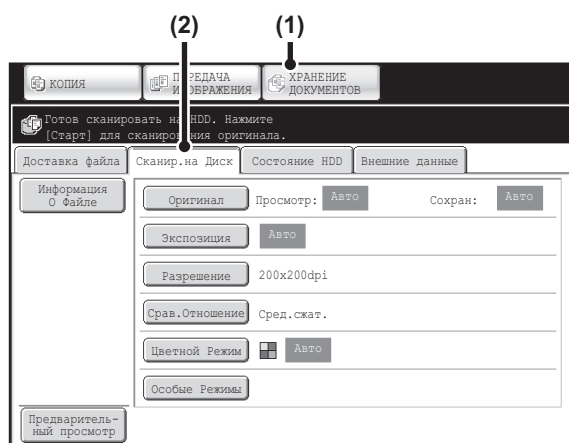 (2) (1)
КОПИЯ
ПЕРЕДАЧА
ИЗОБРАЖЕНИЯ
ХРАНЕНИЕ
ДОКУМЕНТОВ
Готов сканировать на HDD. Нажмите
[Старт] для сканирования оригинала.
Доставка файла Сканир.на Диск Состояние HDD Внешние данные
Информация
О Файле
Оригинал Просмотр: Авто Сохран: Авто
Экспозиция Авто
Разрешение 200x200dpi
Срав.Отношение Сред.сжат.
Цветной Режим Авто
Особые Режимы
Предваритель-
ный просмотр